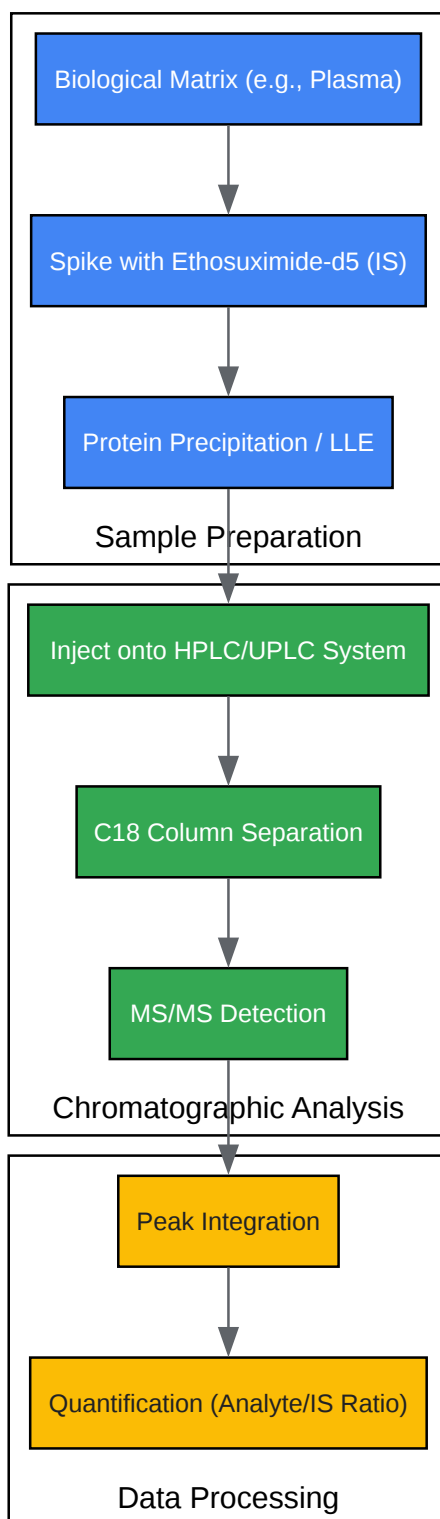 Biological Matrix (e.g., Plasma)
Spike with Ethosuximide-d5 (IS)
Protein Precipitation / LLE
Sample Preparation
Inject onto HPLC/UPLC System
C18 Column Separation
MS/MS Detection
Chromatographic Analysis
Peak Integration
Quantification (Analyte/IS Ratio)
Data Processing